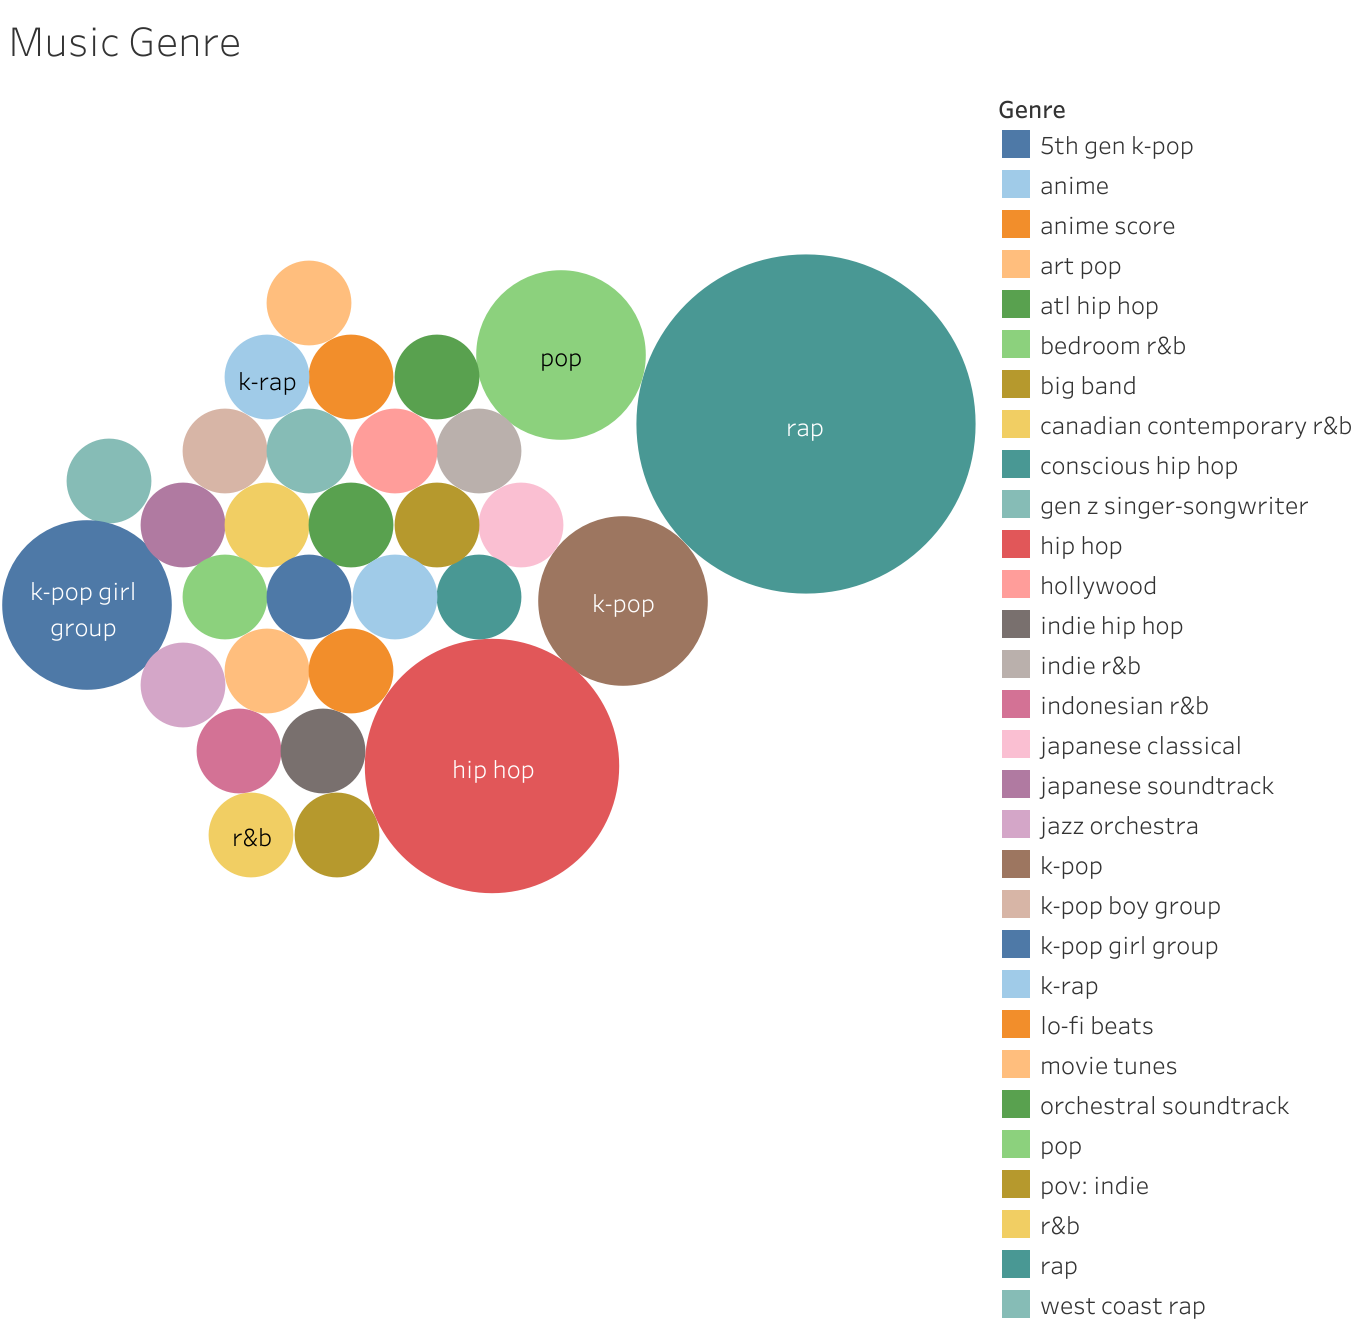 Music Genre
Genre
5th gen k-pop
anime
anime score
art pop
atl hip hop
bedroom r&b
big band
canadian contemporary r&b
conscious hip hop
gen z singer-songwriter
hip hop
hollywood
indie hip hop
indie r&b
indonesian r&b
japanese classical
japanese soundtrack
jazz orchestra
k-pop
k-pop boy group
k-pop girl group
k-rap
lo-fi beats
movie tunes
orchestral soundtrack
pop
pov: indie
r&b
rap
west coast rap
pop
k-rap
rap
k-pop girl
group
k-pop
hip hop
r&b